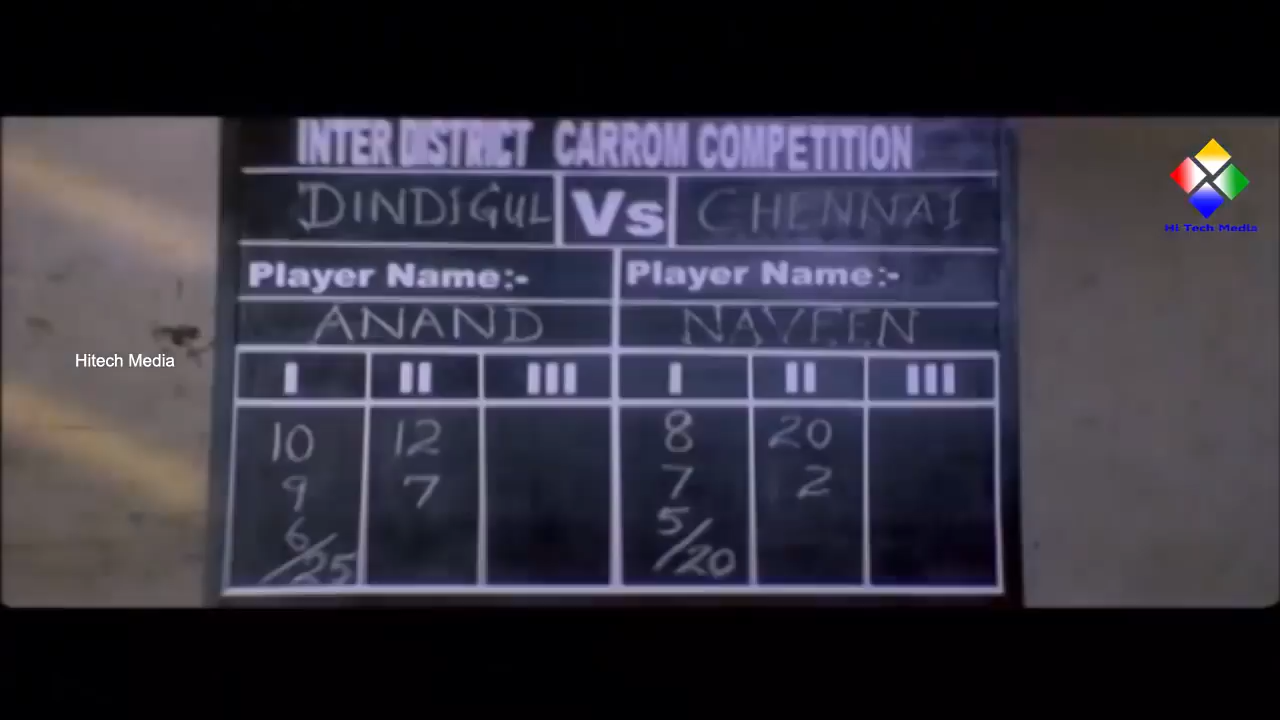 INTER DISTRICT CARROM COMPETITION
DINDIGUL Vs CHENNAI
Player Name:- Player Name:-
ANAND NAVEEN
I II III I II III
10 12 8 20
9 7 7 2
6/25 5/20
Hitech Media
Hi Tech Media